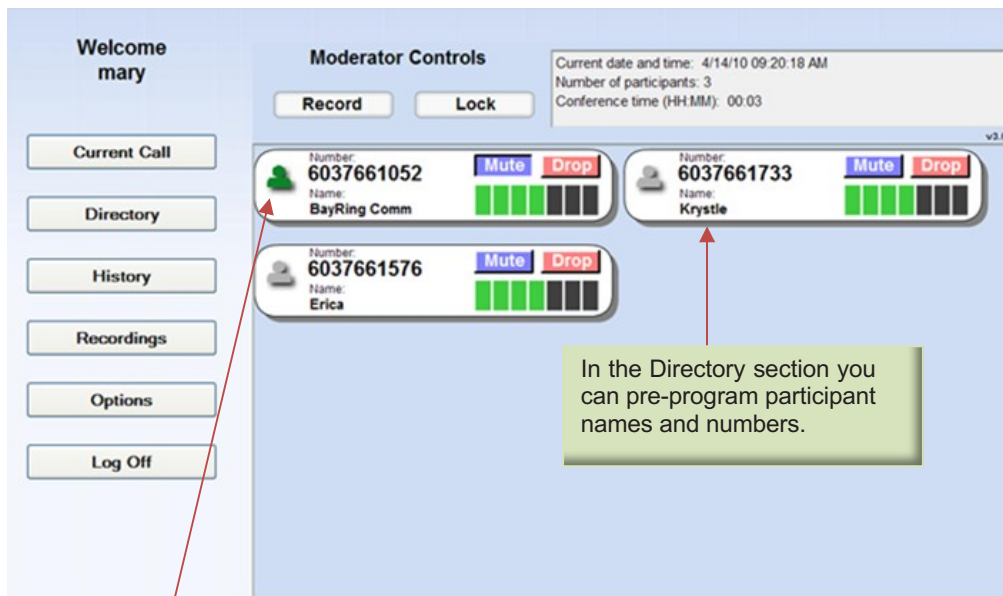 Welcome
mary
Current Call
Directory
History
Recordings
Options
Log Off
Moderator Controls
Record Lock
Current date and time: 4/14/10 09:20:18 AM
Number of participants: 3
Conference time (HH:MM): 00:03
Number:
6037661052
Mute Drop
Name:
BayRing Comm
Number:
6037661733
Mute Drop
Name:
Krystle
Number:
6037661576
Mute Drop
Name:
Erica
In the Directory section you
can pre-program participant
names and numbers.